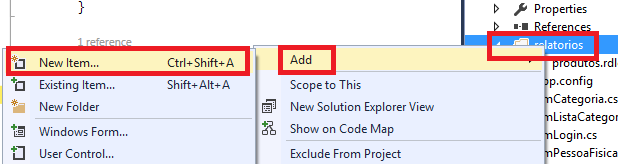 }
1 reference
New Item... Ctrl+Shift+A
Existing Item... Shift+Alt+A
New Folder
Windows Form...
User Control...
Add
Scope to This
New Solution Explorer View
Show on Code Map
Exclude From Project
Properties
References
relatorios
produtos.rdl
pp.config
mCategoria.cs
mListaCategor
mLogin.cs
mPessoaFisica